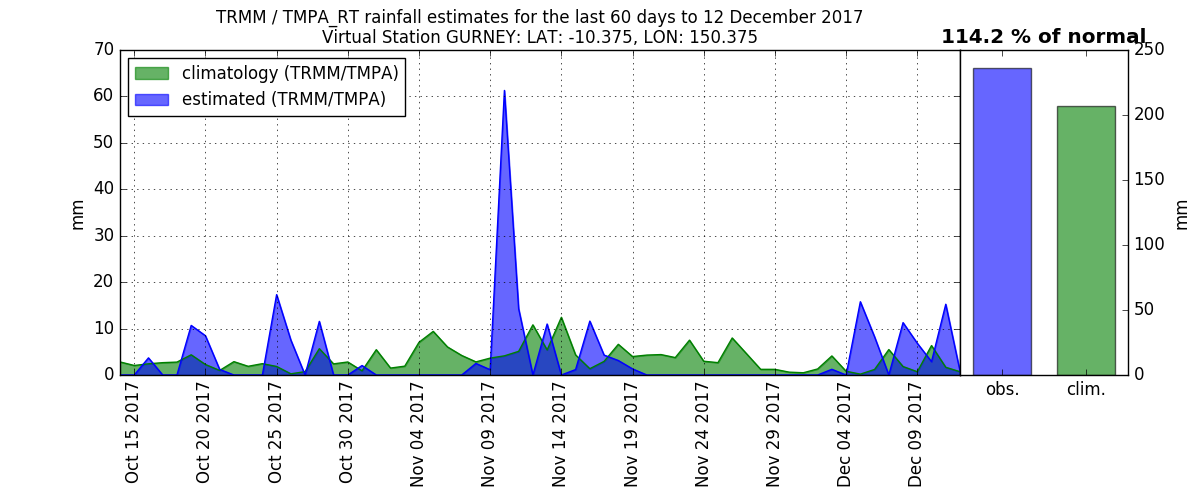 TRMM / TMPA_RT rainfall estimates for the last 60 days to 12 December 2017
Virtual Station GURNEY: LAT: -10.375, LON: 150.375
114.2 % of normal
climatology (TRMM/TMPA)
estimated (TRMM/TMPA)
70
60
50
40
30
20
10
0
mm
Oct 15 2017
Oct 20 2017
Oct 25 2017
Oct 30 2017
Nov 04 2017
Nov 09 2017
Nov 14 2017
Nov 19 2017
Nov 24 2017
Nov 29 2017
Dec 04 2017
Dec 09 2017
obs.
clim.
250
200
150
100
50
0
mm